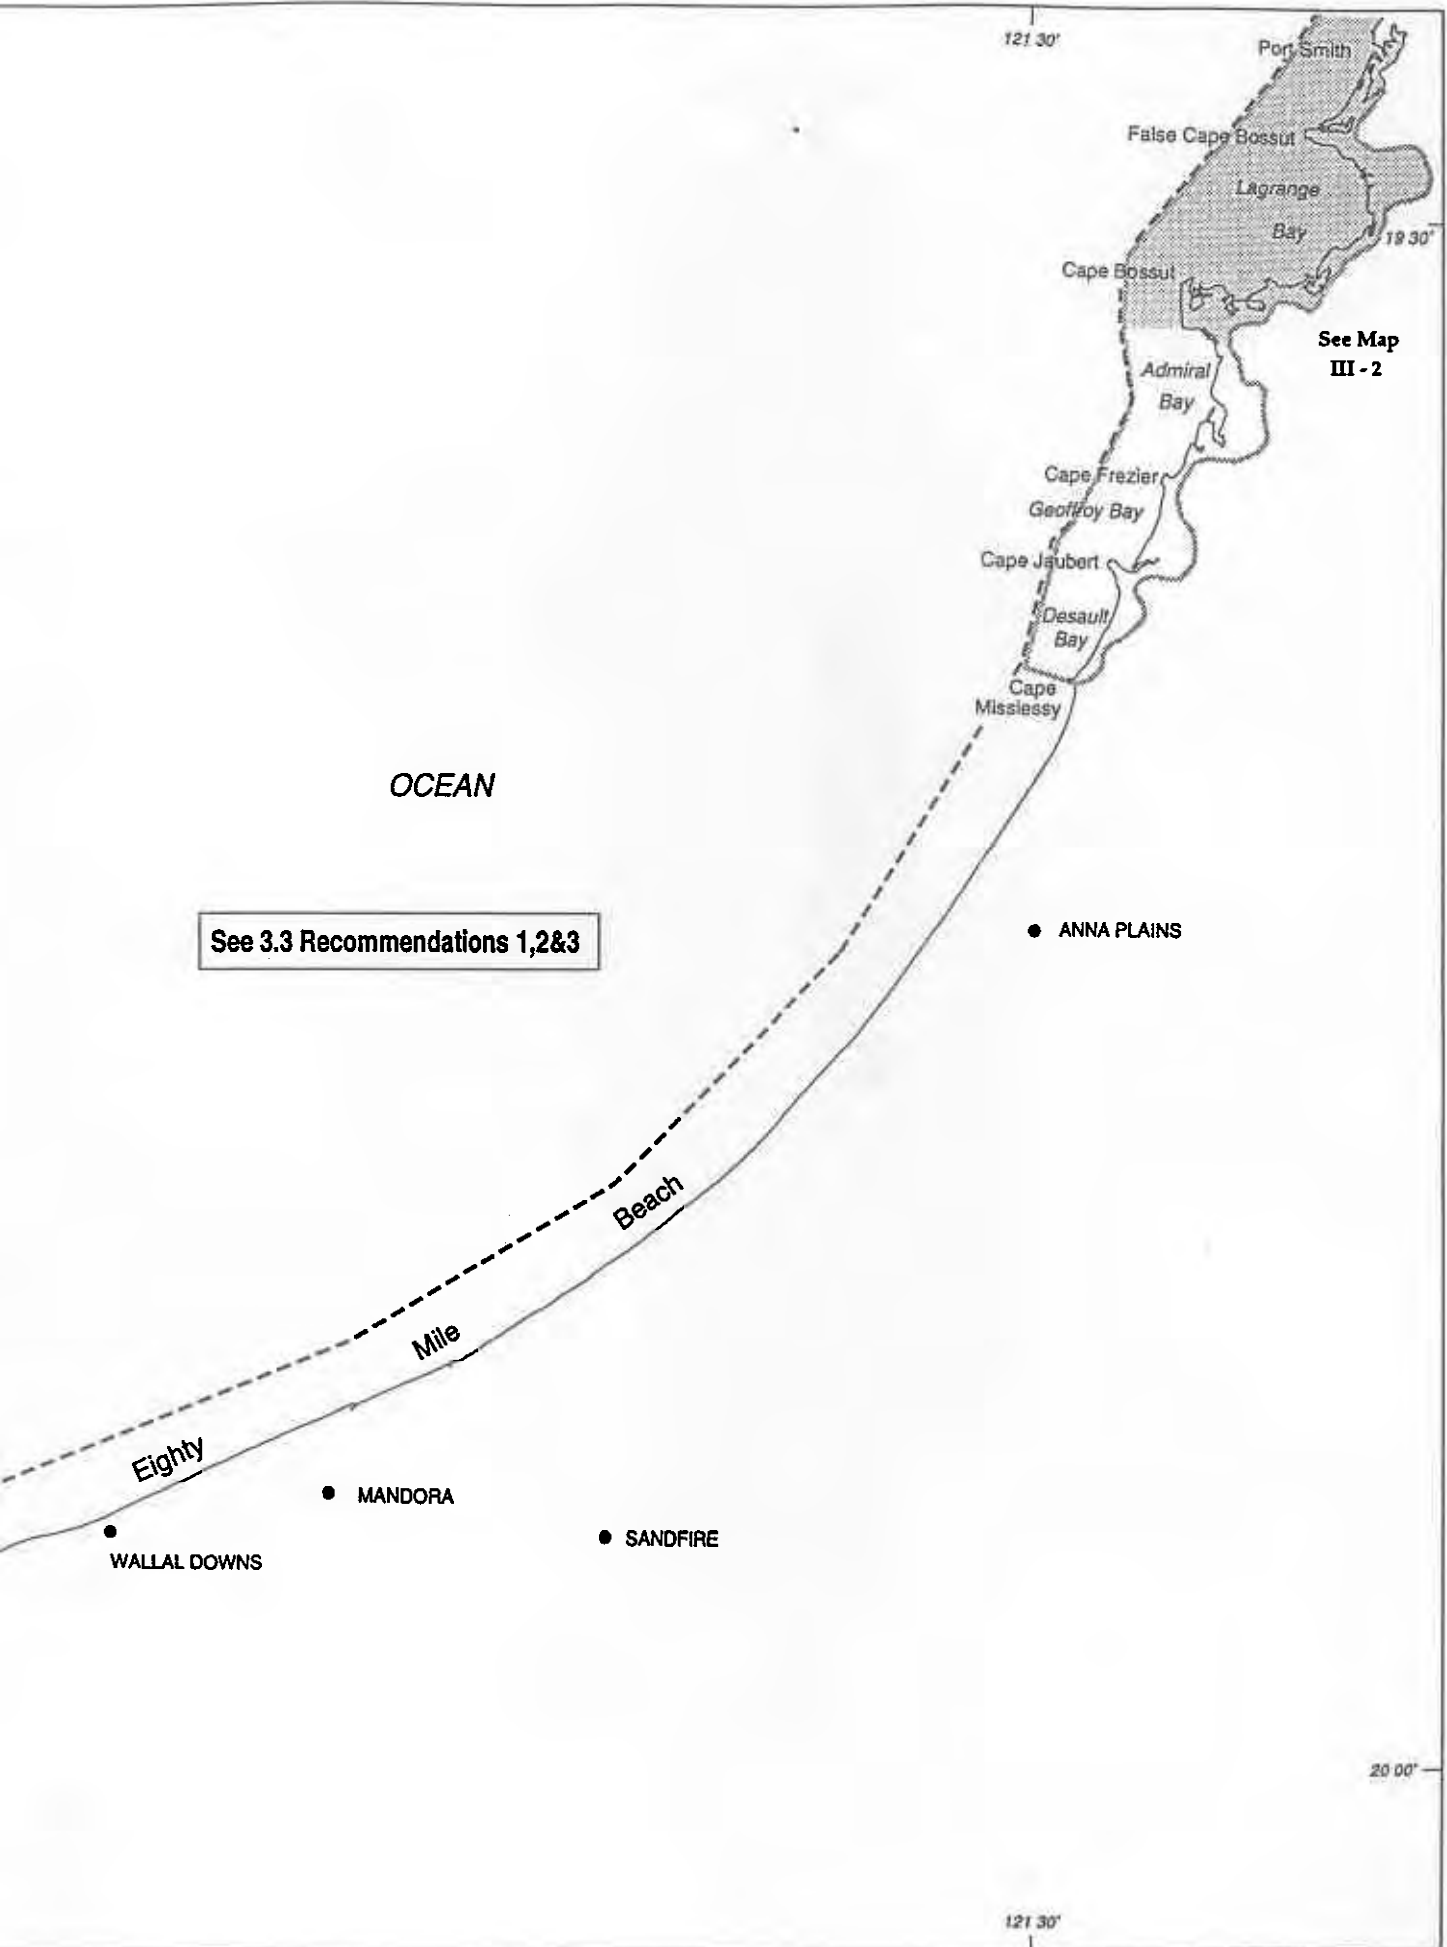 121 30'
Port Smith
False Cape Bossut
Lagrange
Bay
19 30'
Cape Bossut
See Map
III - 2
Admiral
Bay
Cape Frezier
Geoffroy Bay
Cape Jaubert
Desault
Bay
Cape
Missiessy
OCEAN
See 3.3 Recommendations 1,2&3
ANNA PLAINS
Beach
Mile
Eighty
MANDORA
SANDFIRE
WALLAL DOWNS
20 00'
121 30'